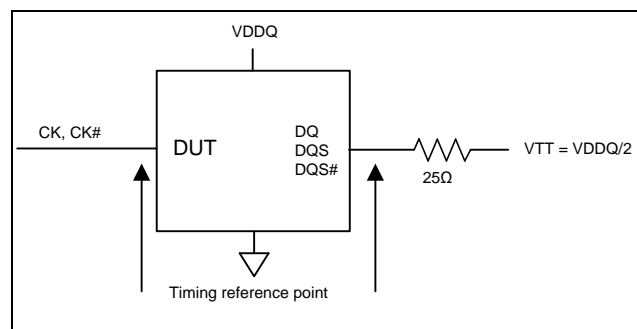 VDDQ
CK, CK#
DUT
DQ
DQS
DQS#
25Ω
VTT = VDDQ/2
Timing reference point